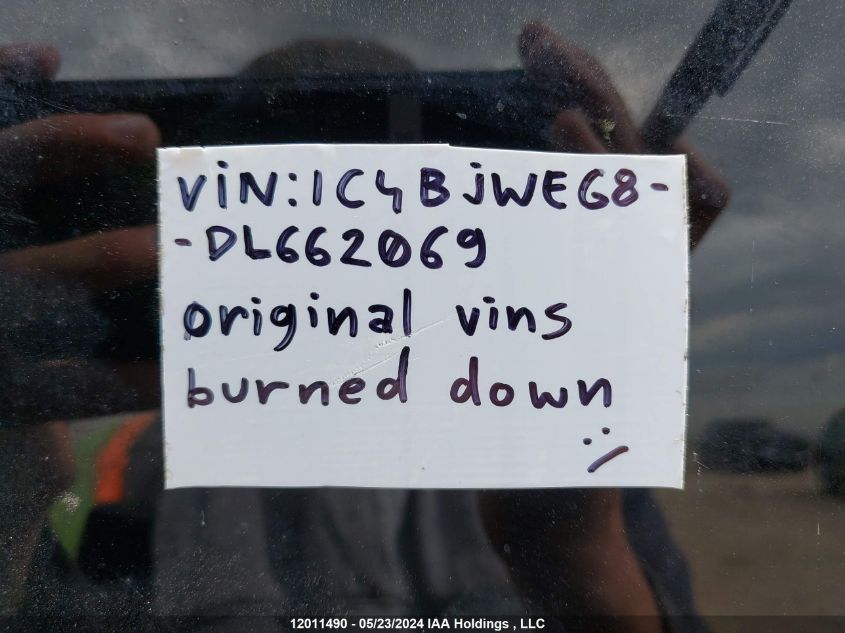 VIN:1C4BJWEG8-
-DL662069
original vins
burned down
:/
12011490 - 05/23/2024 IAA Holdings , LLC